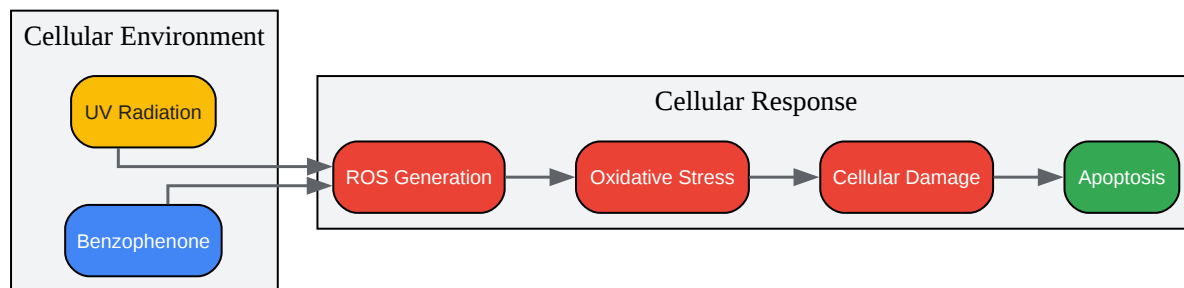 Cellular Environment
UV Radiation
Benzophenone
Cellular Response
ROS Generation
Oxidative Stress
Cellular Damage
Apoptosis